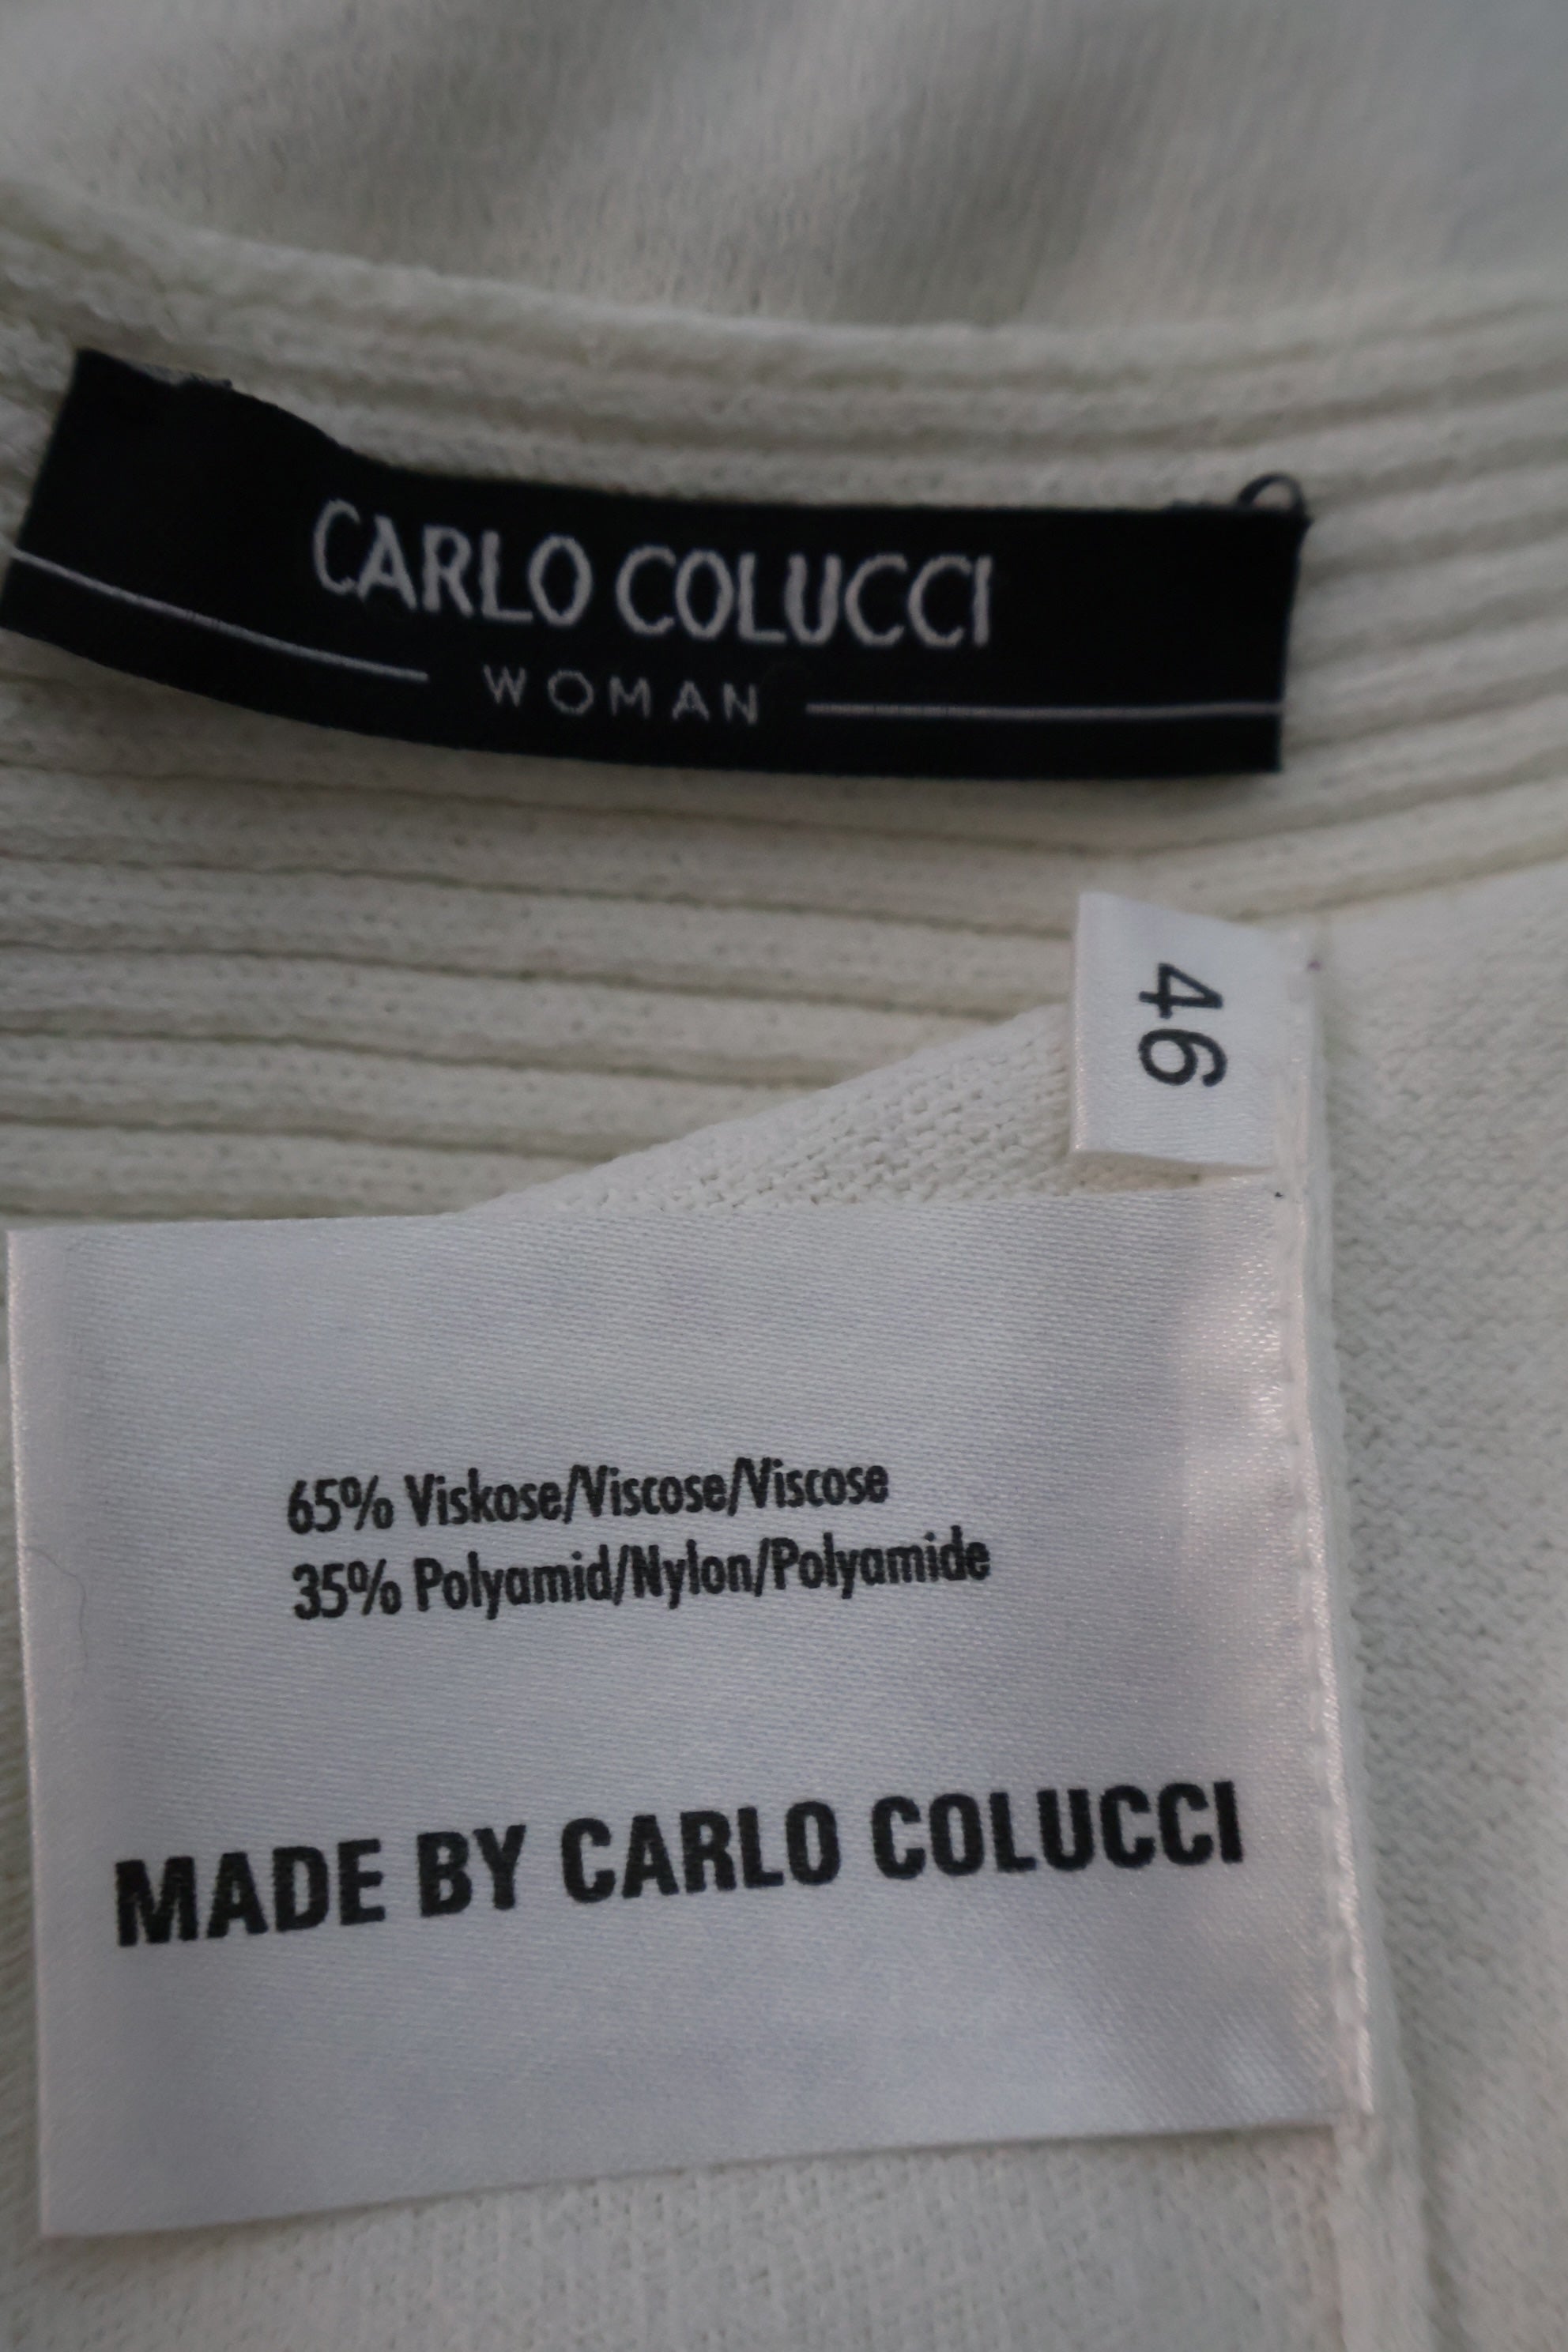 CARLO COLUCCI
WOMAN
46
65% Viskose/Viscose/Viscose
35% Polyamid/Nylon/Polyamide
MADE BY CARLO COLUCCI